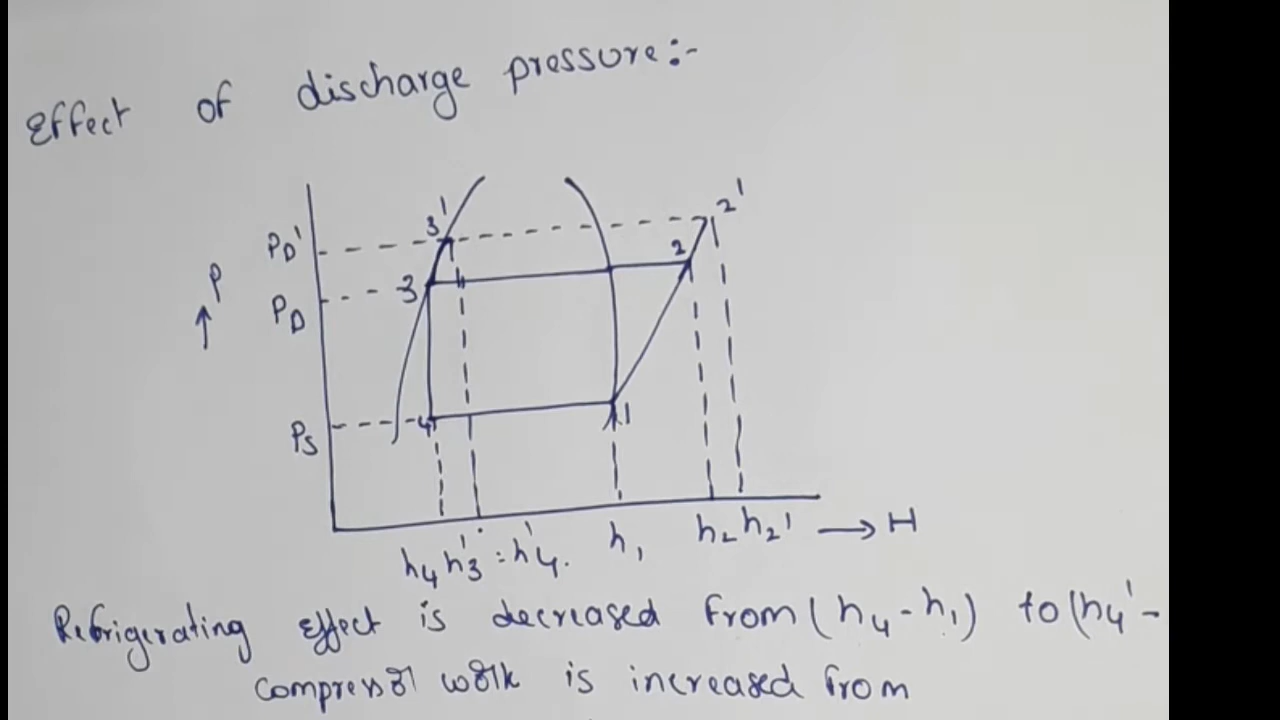 Effect of discharge pressure:-
2'
3'
PD'
2
P
3
PD
4
1
PS
h4 h3' = h4'. h1 h2 h2' → H
Refrigerating effect is decreased from (h4 - h1) to (h4' -
compressor work is increased from